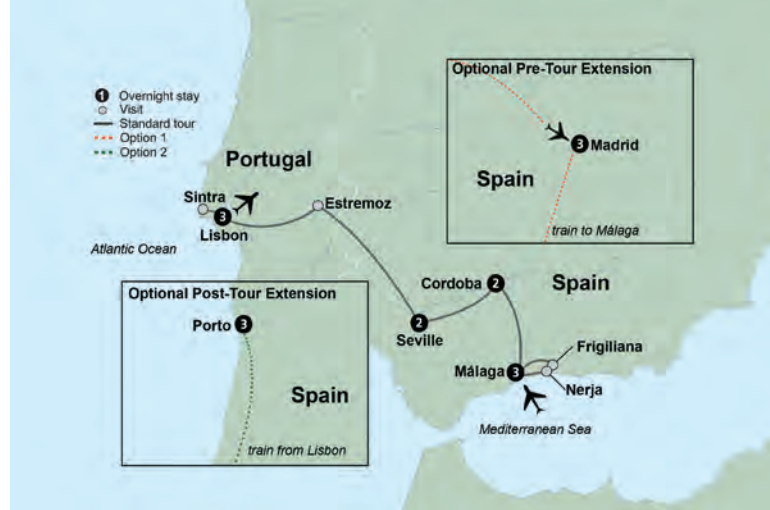 Optional Pre-Tour Extension
3 Madrid
Spain
train to Málaga
1 Overnight stay
Visit
Standard tour
Option 1
Option 2
Portugal
Sintra
Estremoz
3
Lisbon
Atlantic Ocean
Cordoba 2
Spain
2
Seville
Frigiliana
Málaga 3
Nerja
Mediterranean Sea
Optional Post-Tour Extension
Porto 3
Spain
train from Lisbon